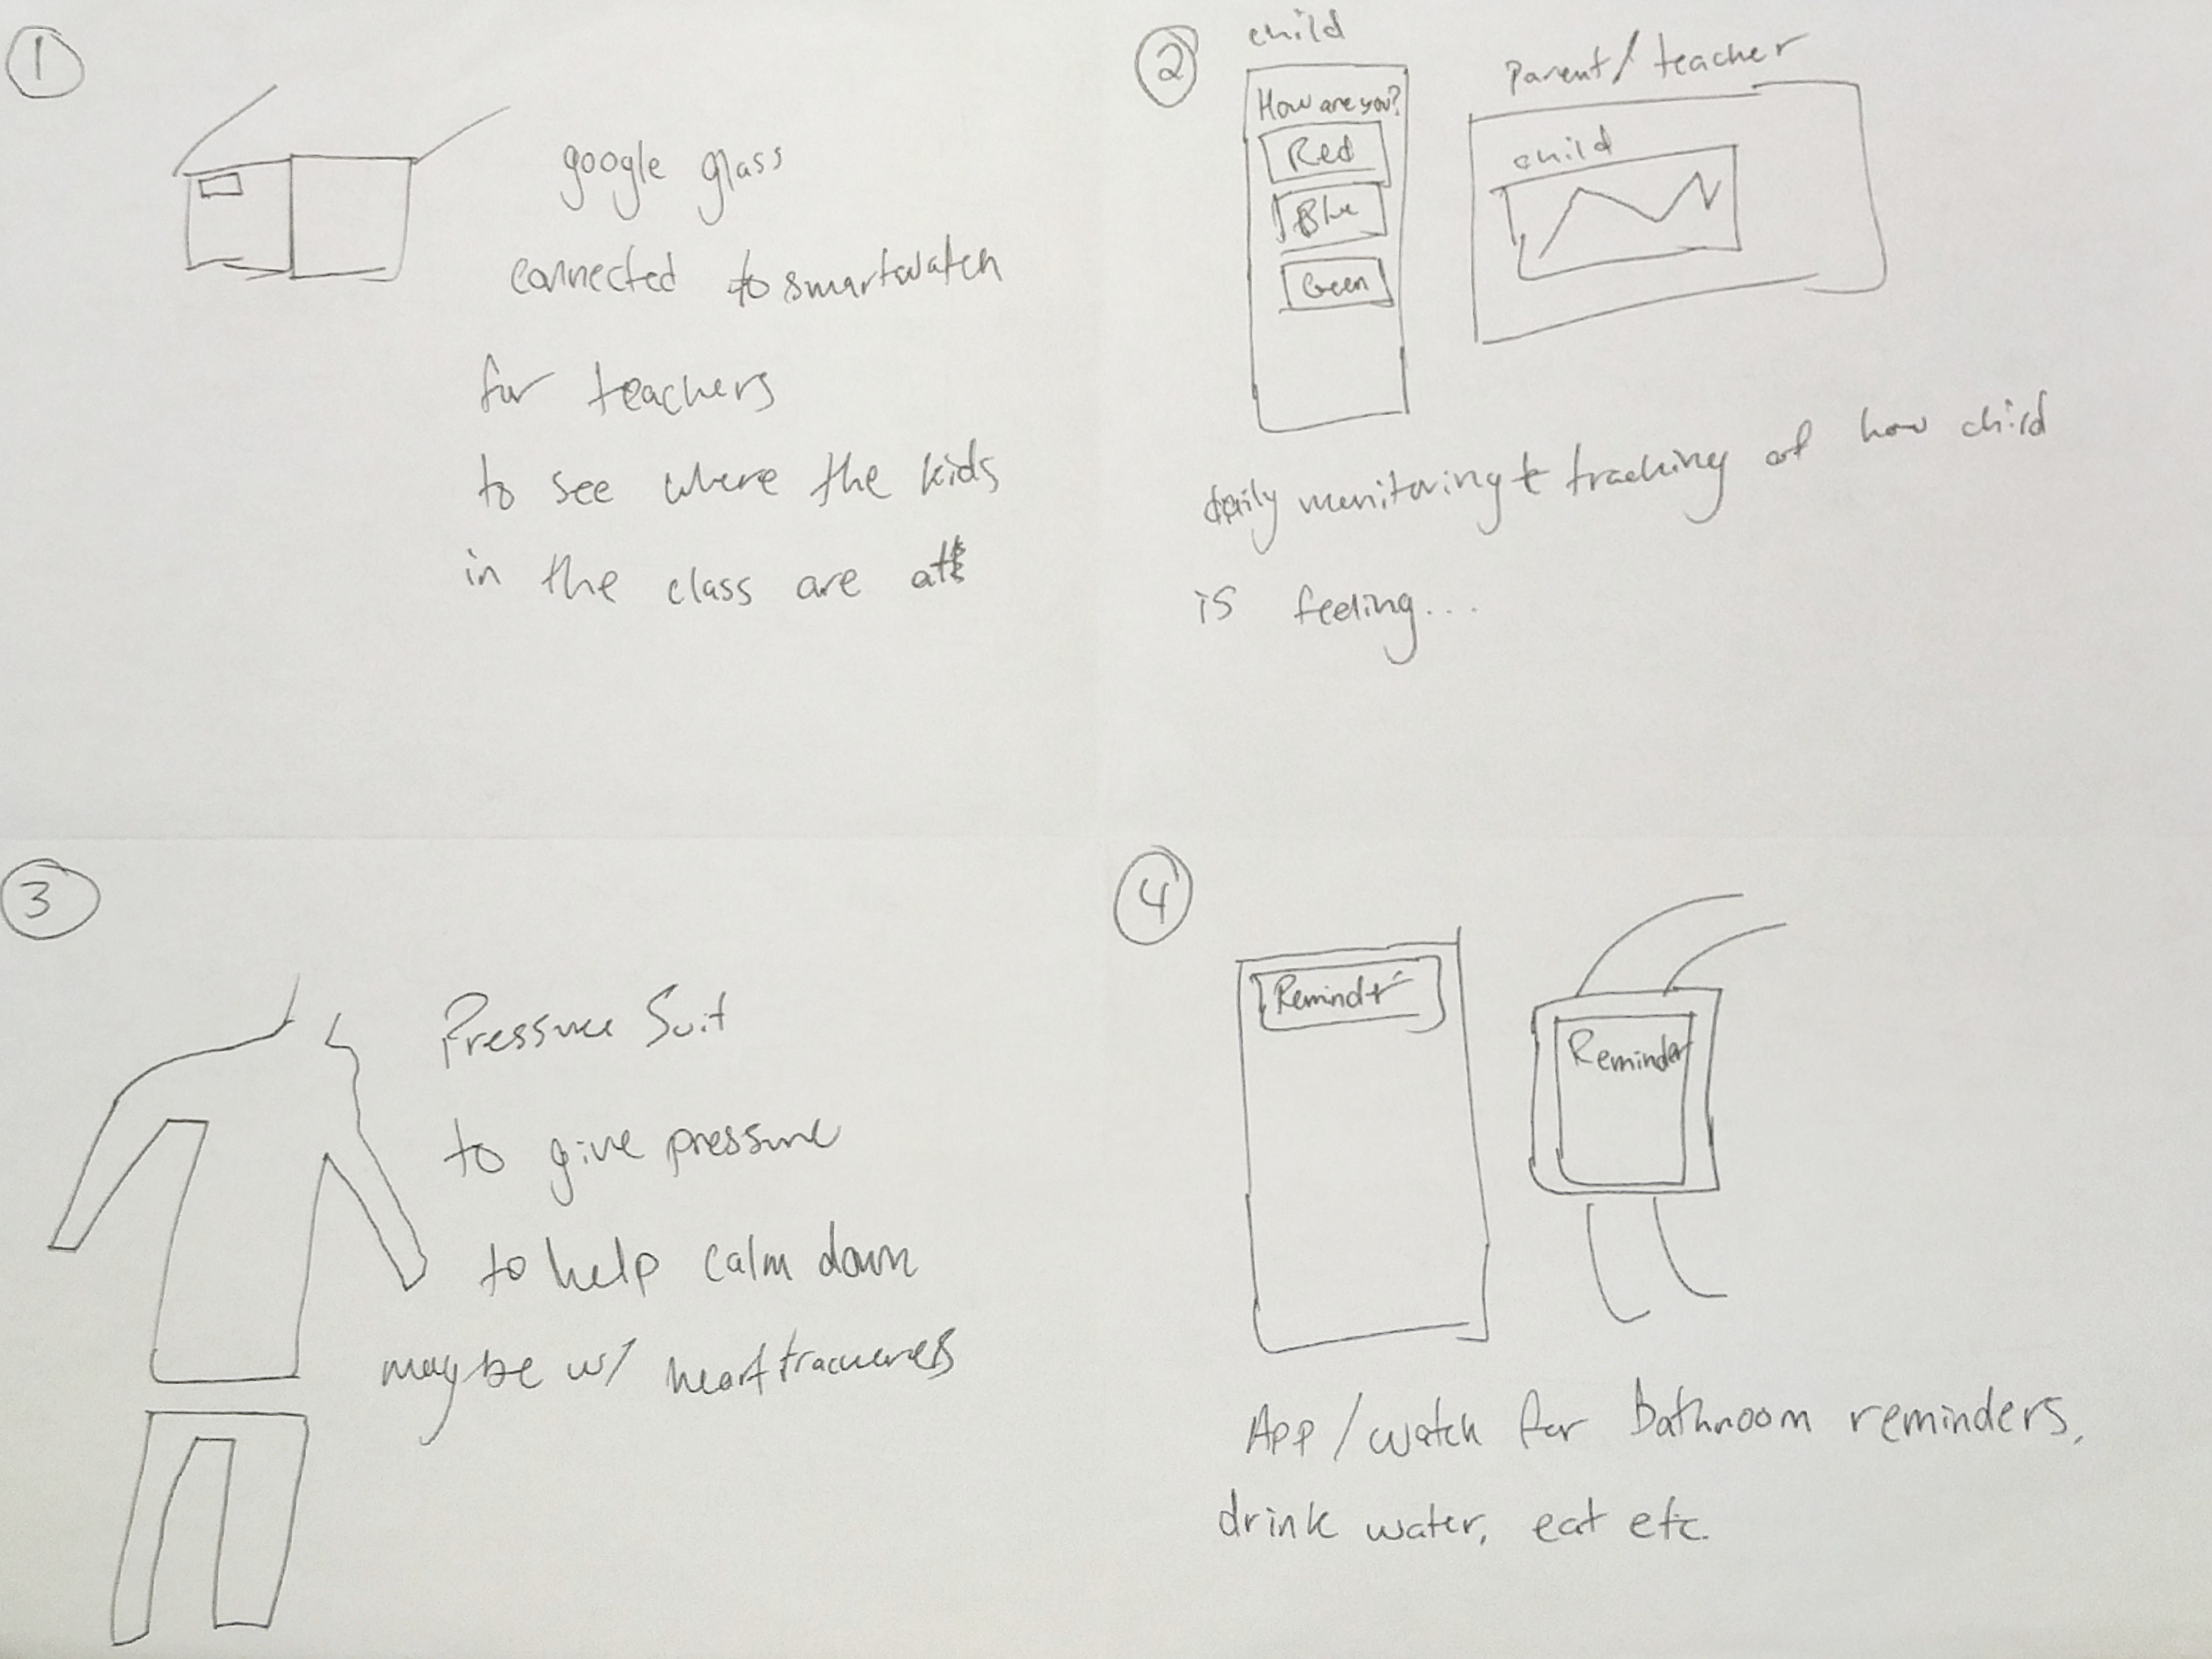 1
google glass
connected to smartwatch
for teachers
to see where the kids
in the class are at
2
child
How are you?
Red
Blue
Green
Parent / teacher
child
daily monitoring & tracking of how child
is feeling...
3
Pressure Suit
to give pressure
to help calm down
maybe w/ heart
4
Reminder
Reminder
App / watch for Bathroom reminders,
drink water, eat etc.